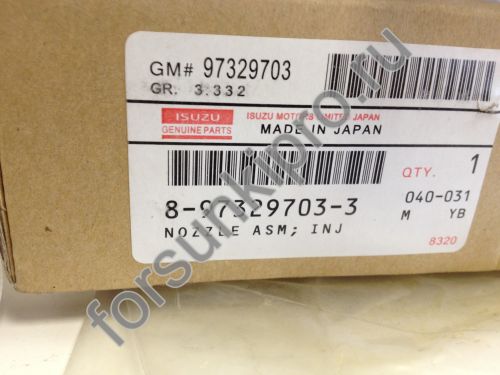 GM# 97329703
GR. 3.332
ISUZU
GENUINE PARTS
ISUZU MOTORS LIMITED JAPAN
MADE IN JAPAN
QTY. 1
8-97329703-3
NOZZLE ASM; INJ
040-031
M YB
8320
forsunkipro.ru